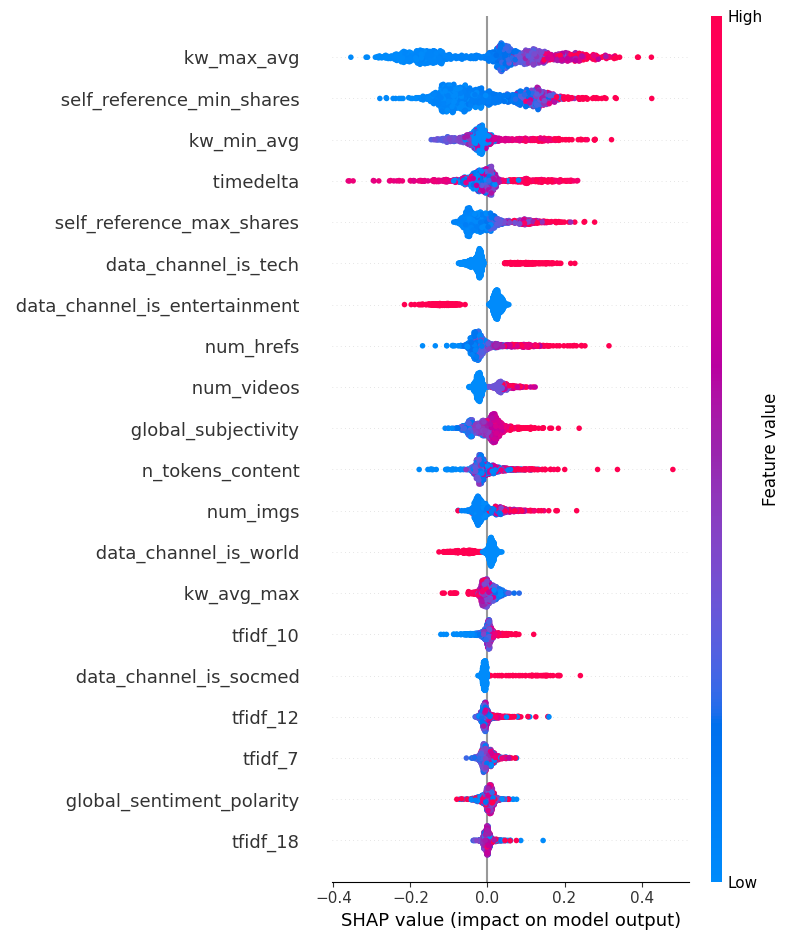 High
kw_max_avg
self_reference_min_shares
kw_min_avg
timedelta
self_reference_max_shares
data_channel_is_tech
data_channel_is_entertainment
num_hrefs
num_videos
global_subjectivity
n_tokens_content
num_imgs
data_channel_is_world
kw_avg_max
tfidf_10
data_channel_is_socmed
tfidf_12
tfidf_7
global_sentiment_polarity
tfidf_18
Feature value
Low
−0.4 −0.2 0.0 0.2 0.4
SHAP value (impact on model output)